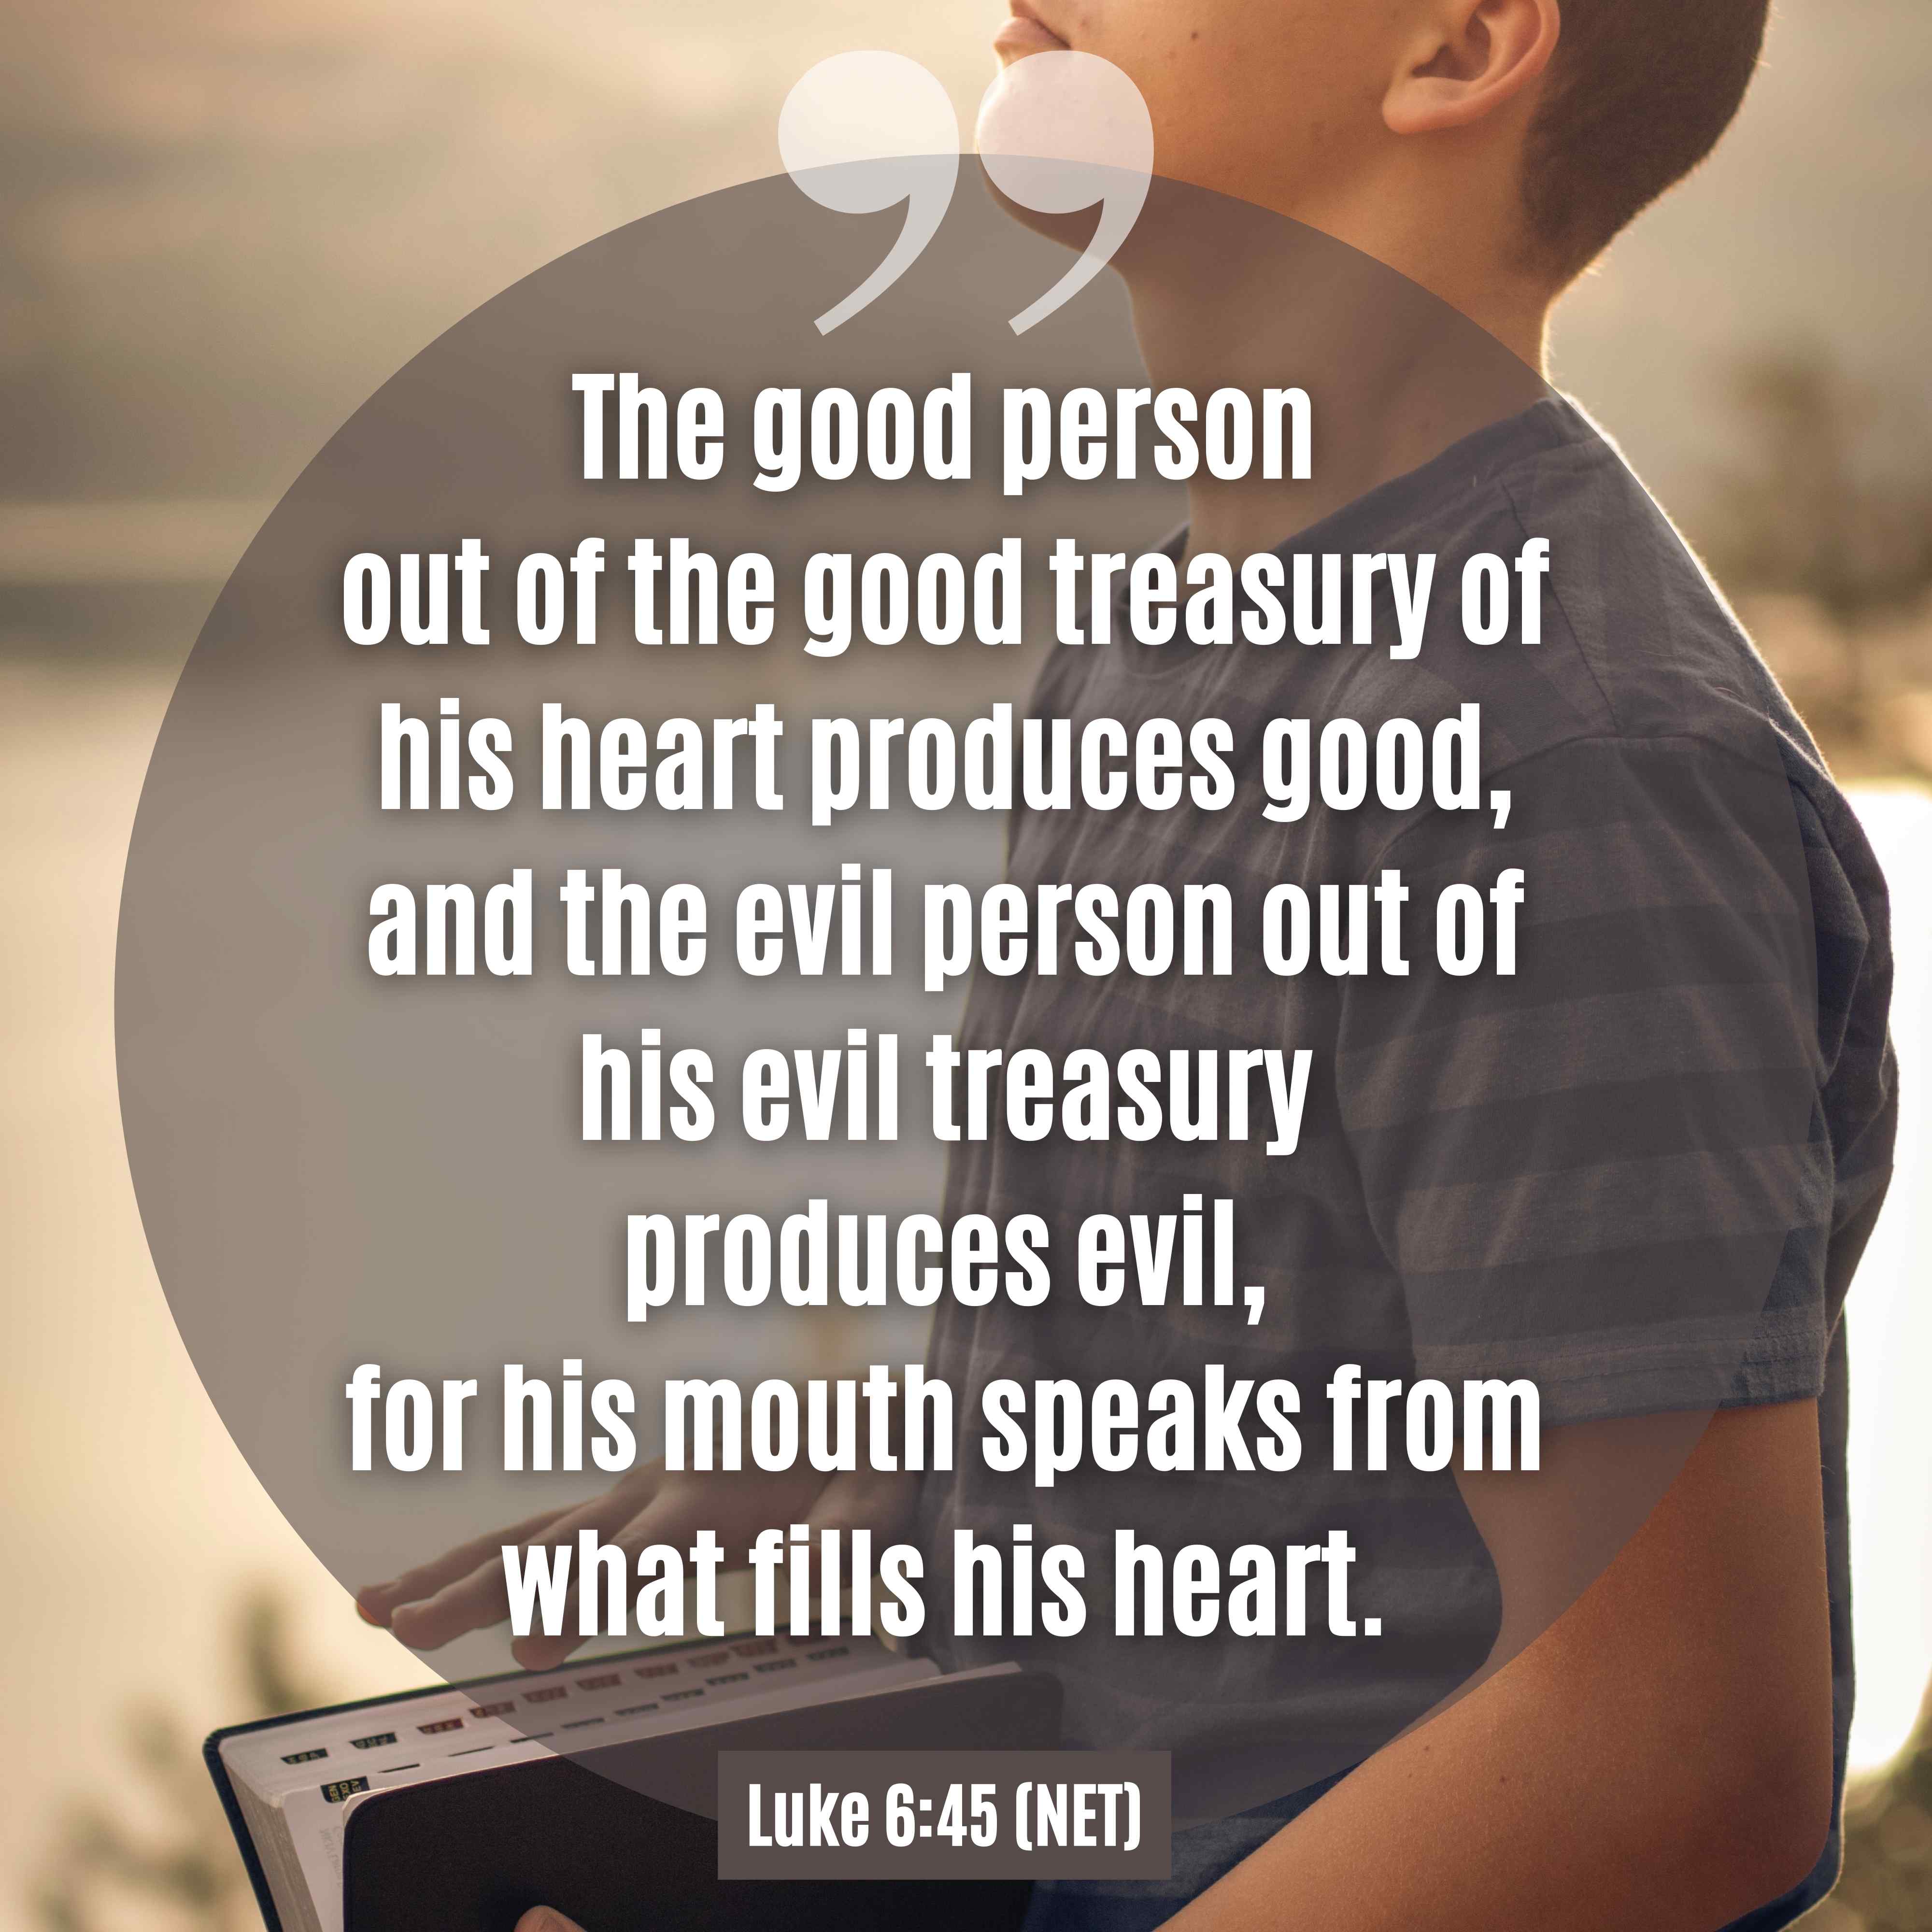 The good person
out of the good treasury of
his heart produces good,
and the evil person out of
his evil treasury
produces evil,
for his mouth speaks from
what fills his heart.
Luke 6:45 (NET)